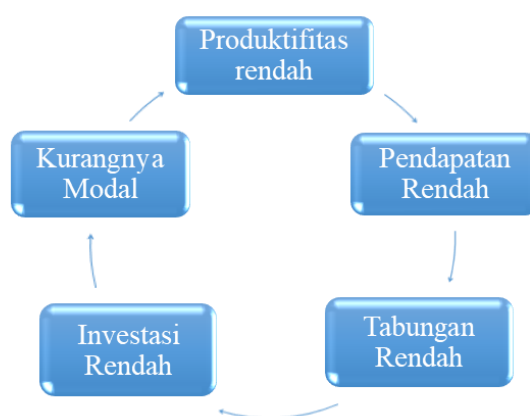 Produktifitas
rendah
Pendapatan
Rendah
Tabungan
Rendah
Investasi
Rendah
Kurangnya
Modal